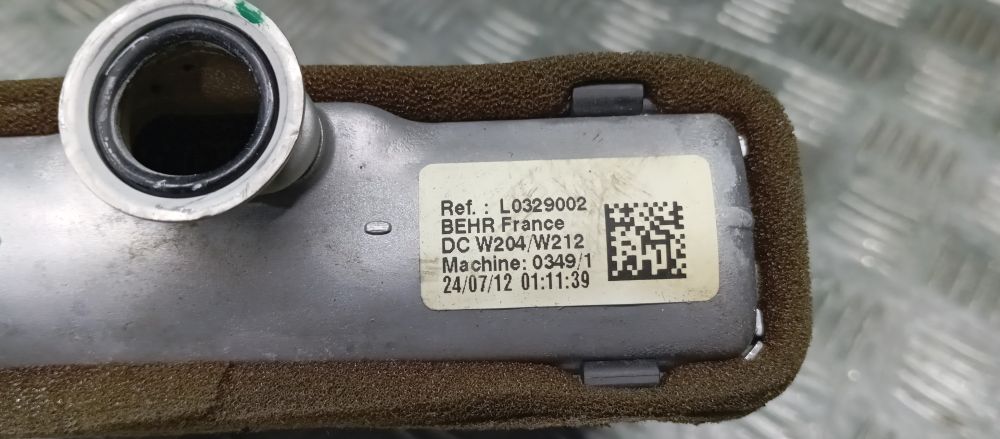 Ref. : L0329002
BEHR France
DC W204/W212
Machine: 0349/1
24/07/12 01:11:39